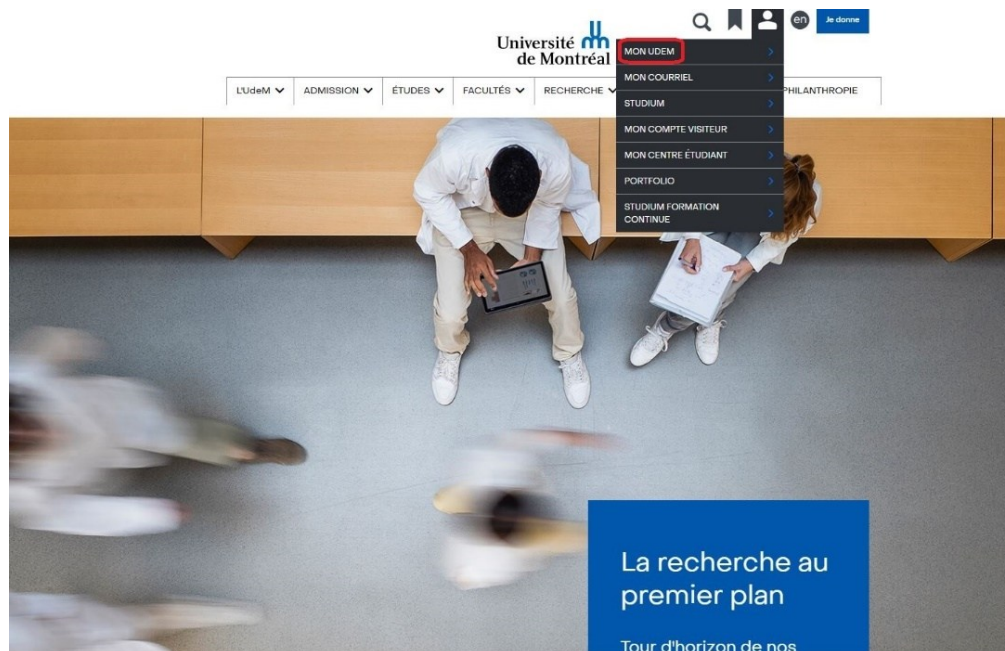 en
Je donne
Université
de Montréal
MON UDEM
MON COURRIEL
STUDIUM
MON COMPTE VISITEUR
MON CENTRE ÉTUDIANT
PORTFOLIO
STUDIUM FORMATION
CONTINUE
L'UdeM ADMISSION ÉTUDES FACULTÉS RECHERCHE PHILANTHROPIE
La recherche au
premier plan
Tour d'horizon de nos